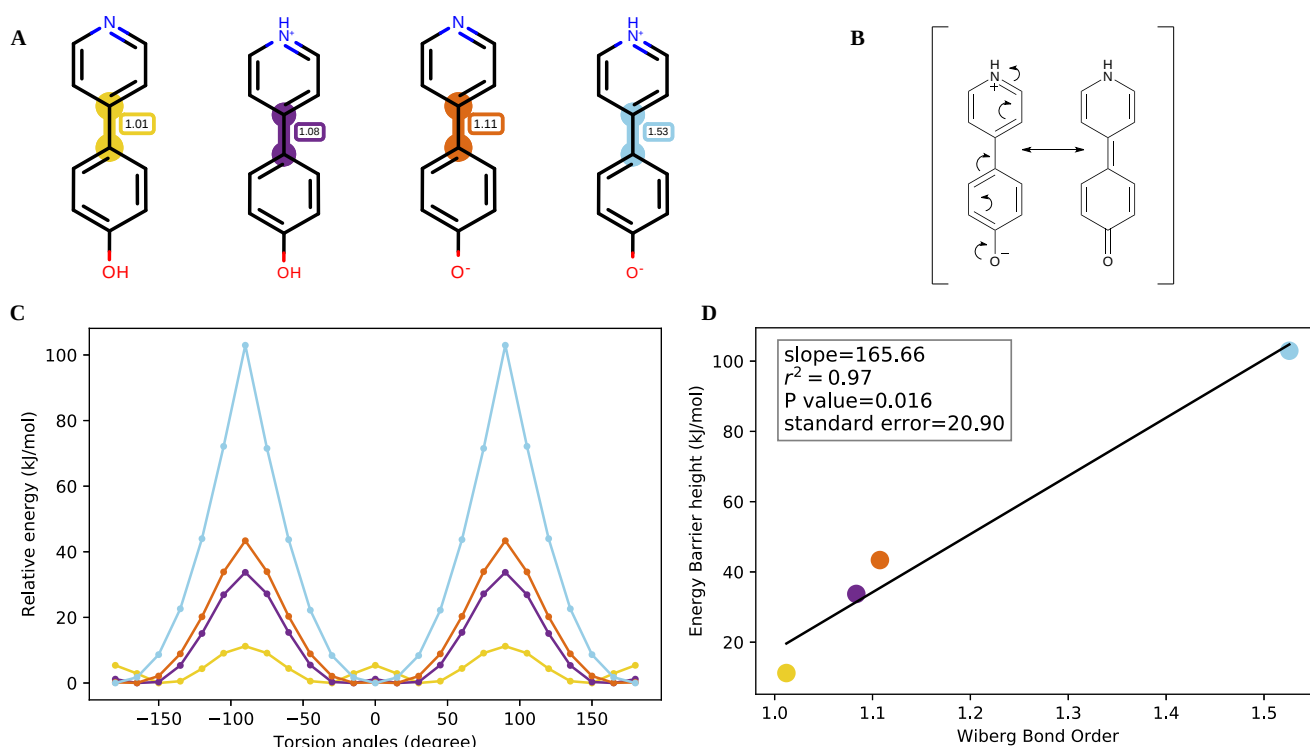 A
N
H
N+
N
H
N+
1.01
1.08
1.11
1.53
OH
OH
O-
O-
B
H
N
+
H
N
O
−
O
C
Relative energy (kJ/mol)
100
80
60
40
20
0
−150
−100
−50
0
50
100
150
Torsion angles (degree)
D
slope=165.66
r² = 0.97
P value=0.016
standard error=20.90
Energy Barrier height (kJ/mol)
100
80
60
40
20
1.0
1.1
1.2
1.3
1.4
1.5
Wiberg Bond Order